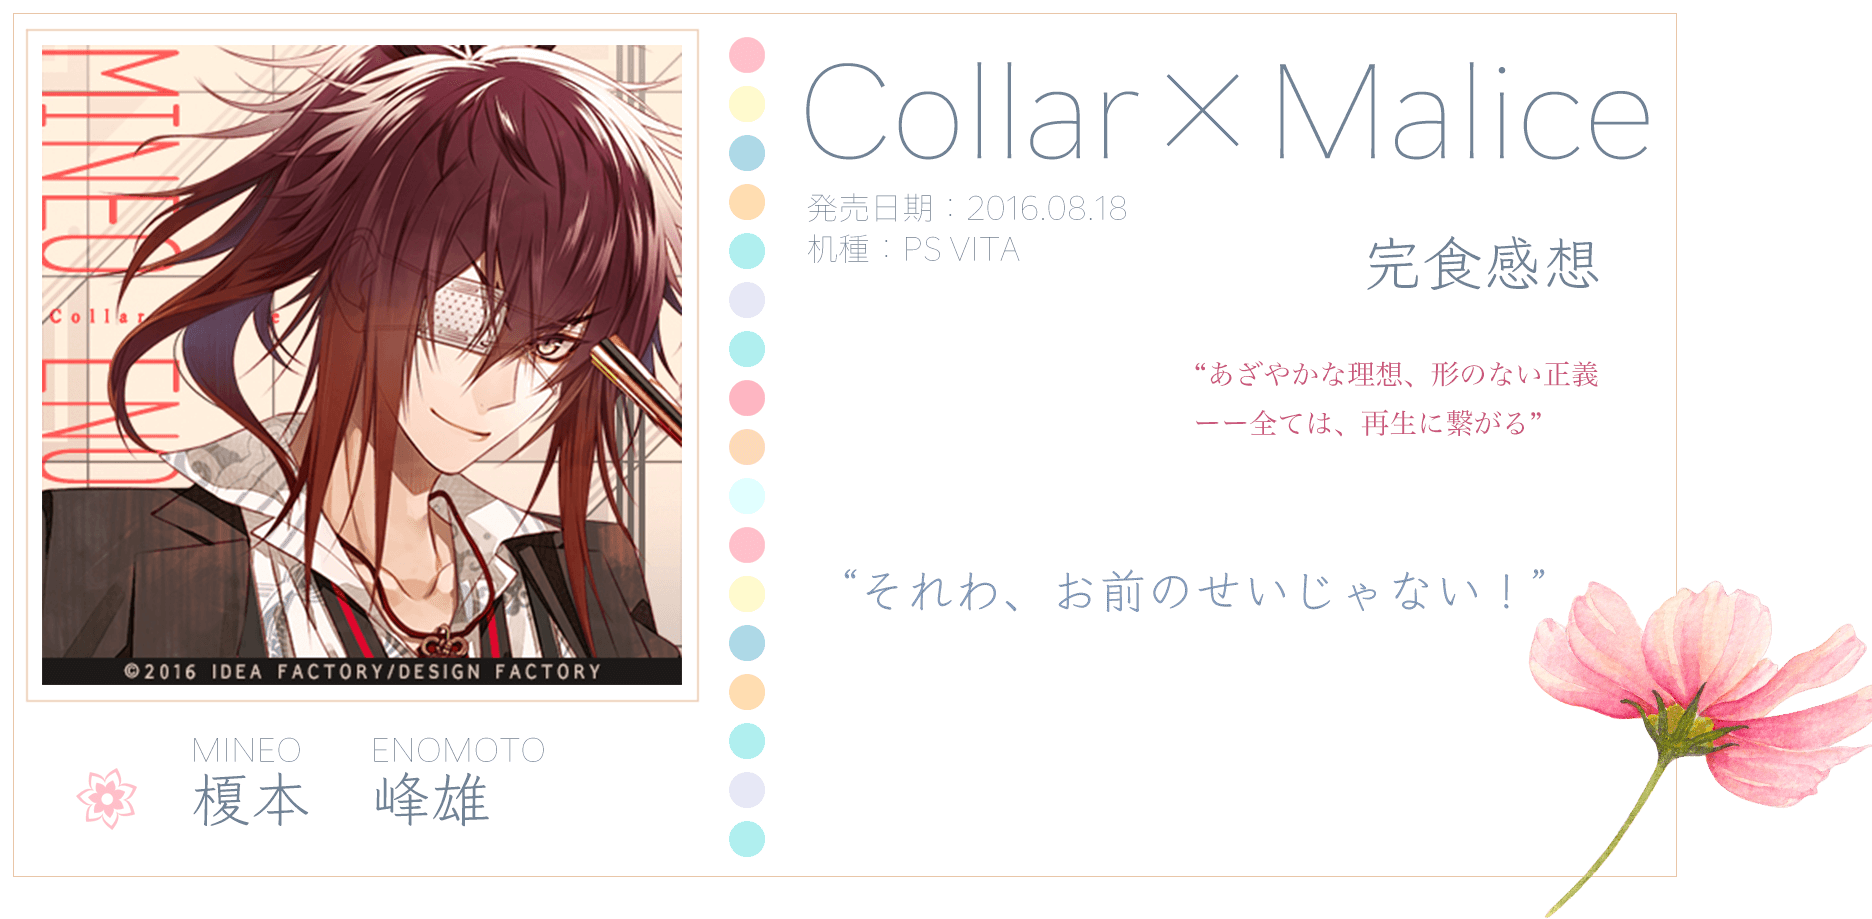 MINEO ENO
Collar
e
©2016 IDEA FACTORY/DESIGN FACTORY
MINEO ENOMOTO
榎本 峰雄
Collar×Malice
発売日期：2016.08.18
机種：PS VITA
完食感想
“あざやかな理想、形のない正義
ーー全ては、再生に繋がる”
“それわ、お前のせいじゃない！”